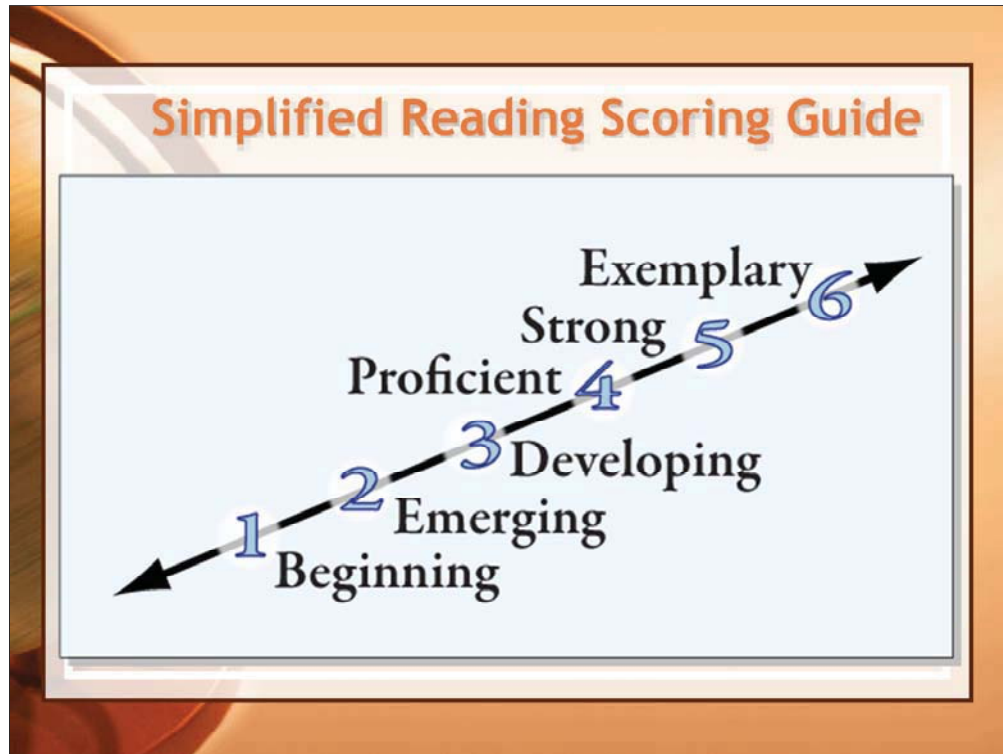 Simplified Reading Scoring Guide
Exemplary 6
Strong 5
Proficient 4
3 Developing
2 Emerging
1 Beginning